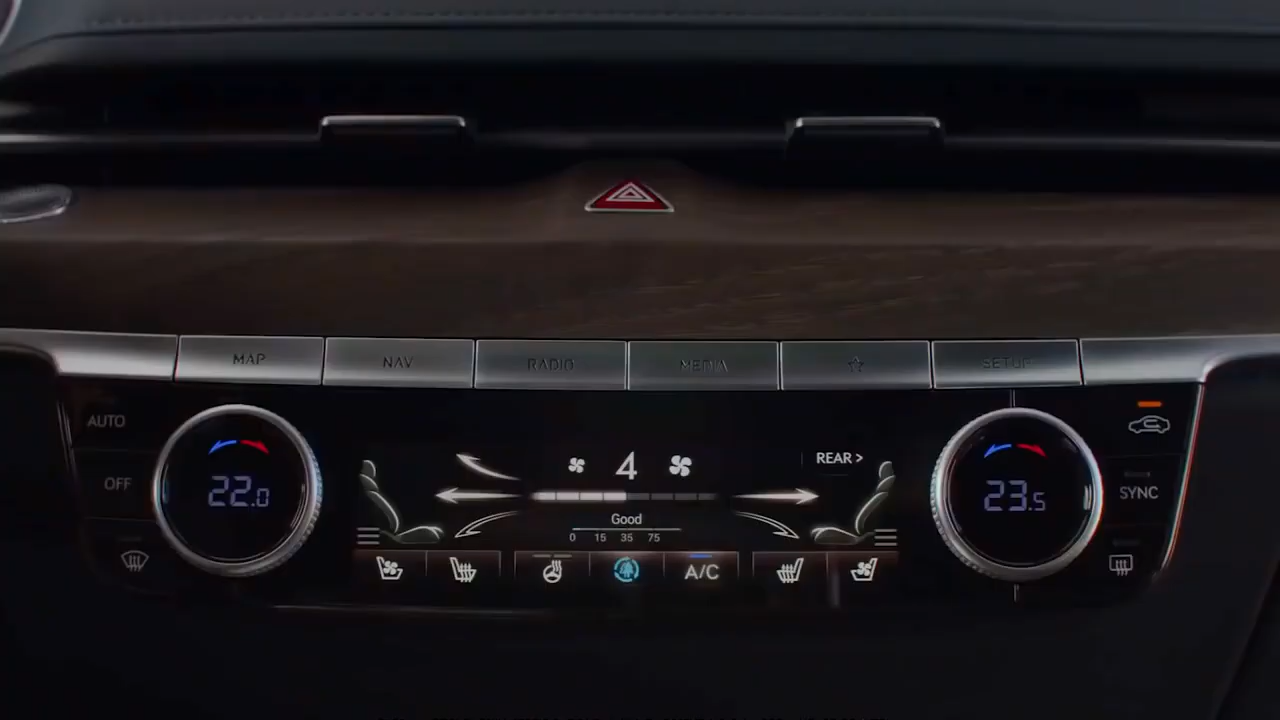 MAP NAV RADIO MEDIA SETUP
AUTO
OFF
22.0
4
REAR >
Good
0 15 35 75
A/C
23.5
SYNC